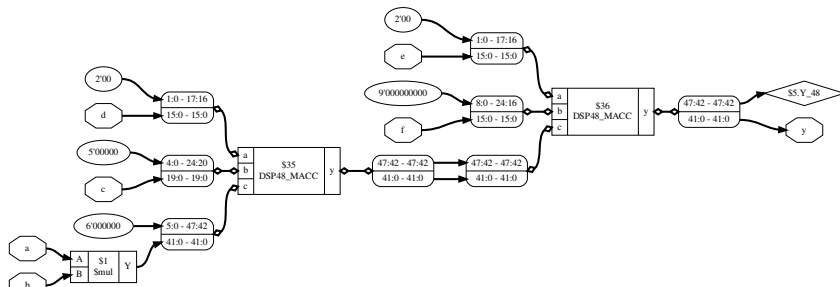 2'00
1:0 - 17:16
e
15:0 - 15:0
2'00
1:0 - 17:16
d
15:0 - 15:0
9'000000000
8:0 - 24:16
f
15:0 - 15:0
a
b
c
$36
DSP48_MACC
y
47:42 - 47:42
41:0 - 41:0
$5.Y_48
y
5'00000
4:0 - 24:20
c
19:0 - 19:0
a
b
c
$35
DSP48_MACC
y
47:42 - 47:42
41:0 - 41:0
47:42 - 47:42
41:0 - 41:0
6'000000
5:0 - 47:42
41:0 - 41:0
a
b
A
B
$1
$mul
Y